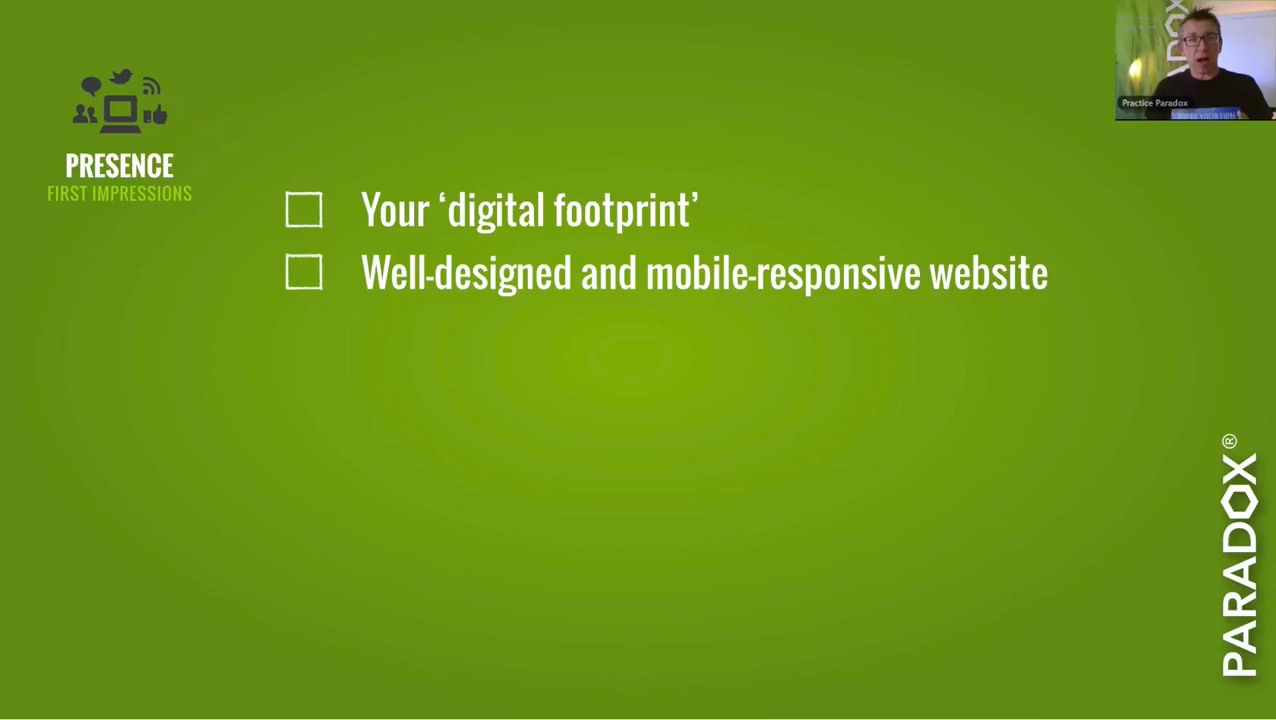 PRESENCE
FIRST IMPRESSIONS
Your ‘digital footprint’
Well-designed and mobile-responsive website
Practice Paradox
PARADOX®